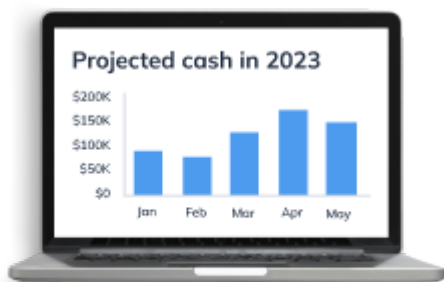 Projected cash in 2023
$200K
$150K
$100K
$50K
$0
Jan Feb Mar Apr May